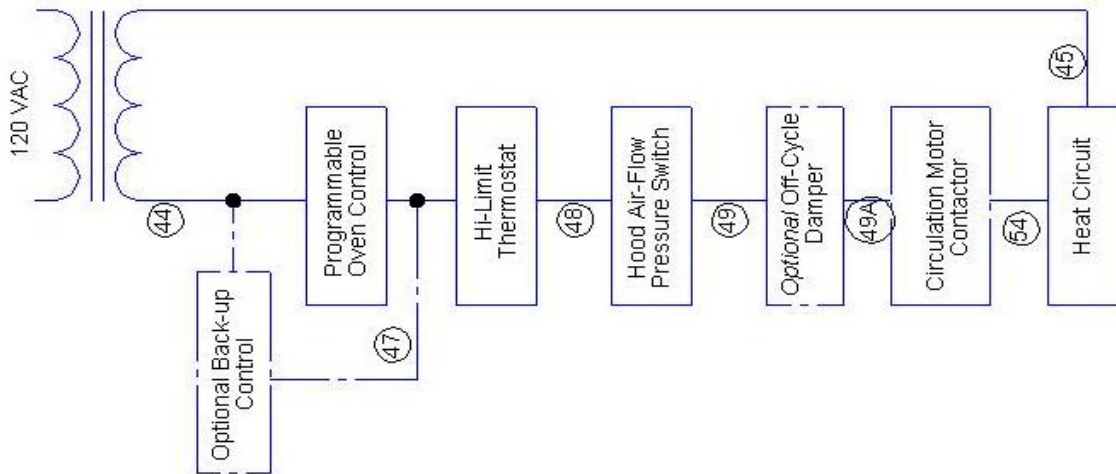 120 VAC
44
45
Optional Back-up
Control
Programmable
Oven Control
47
Hi-Limit
Thermostat
48
Hood Air-Flow
Pressure Switch
49
Optional Off-Cycle
Damper
49A
Circulation Motor
Contactor
54
Heat Circuit